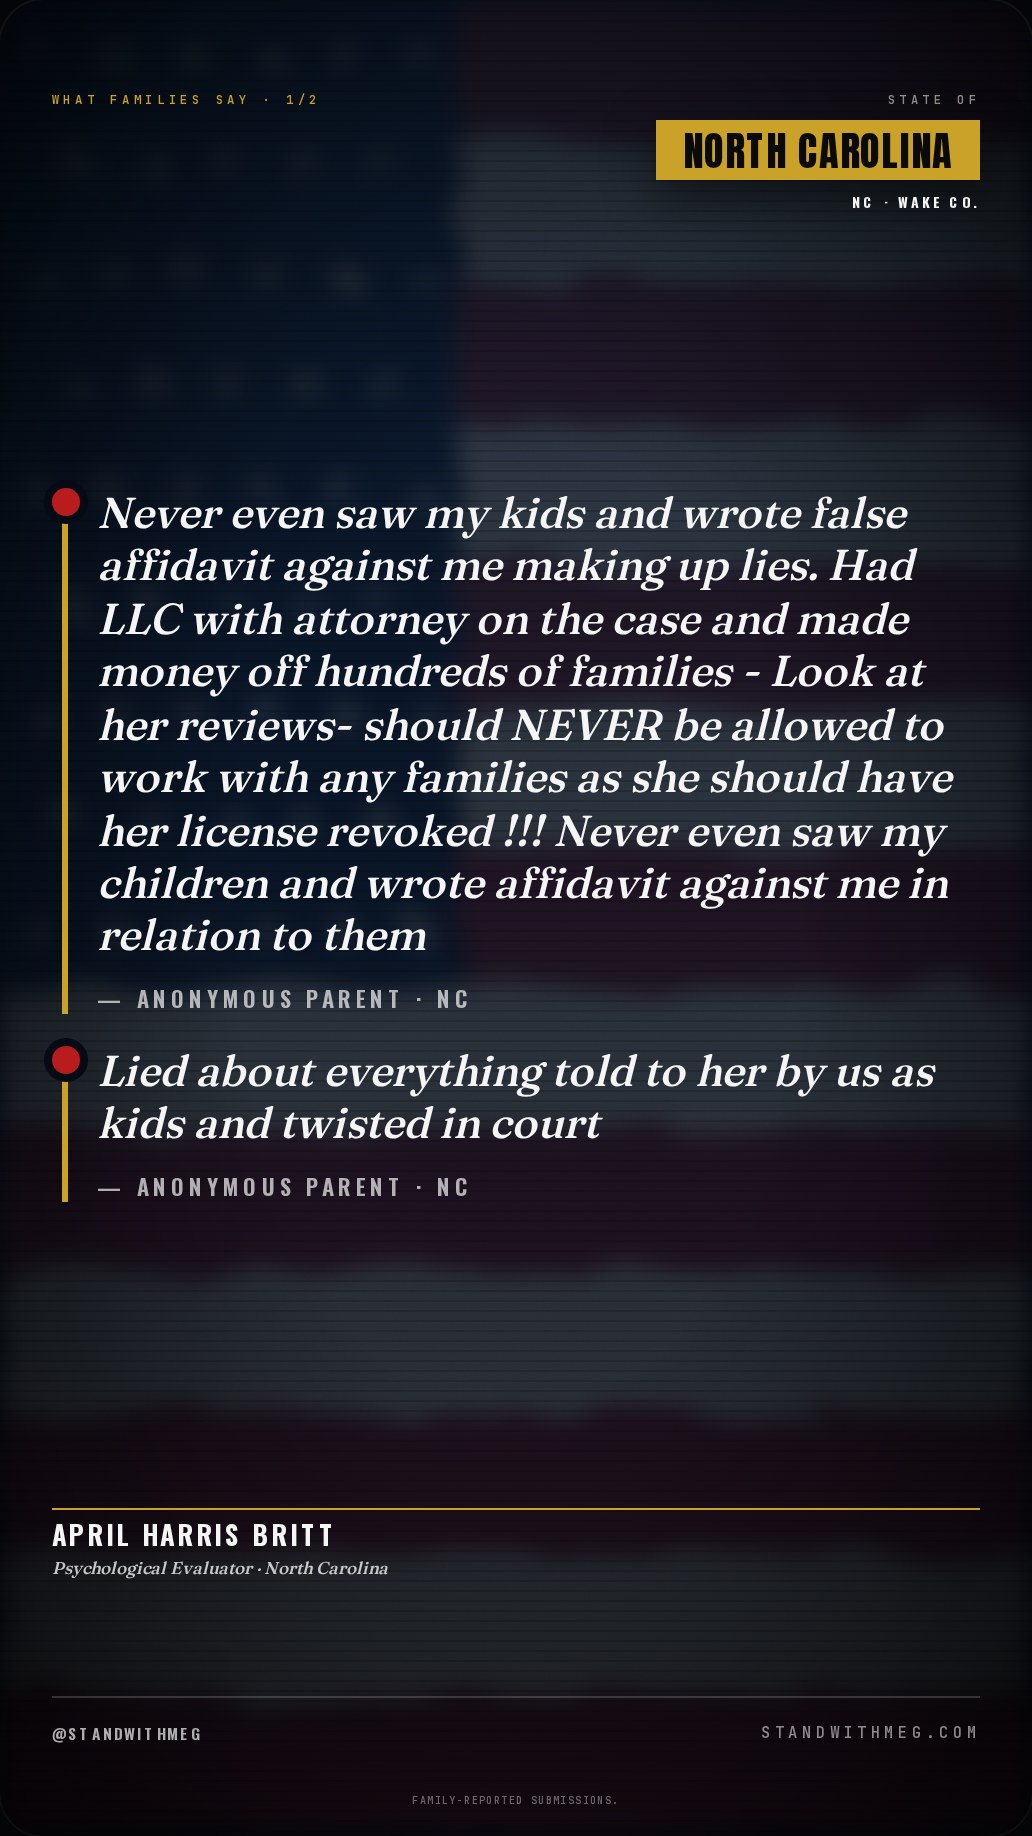 WHAT FAMILIES SAY · 1/2
STATE OF
NORTH CAROLINA
NC · WAKE CO.
Never even saw my kids and wrote false
affidavit against me making up lies. Had
LLC with attorney on the case and made
money off hundreds of families - Look at
her reviews- should NEVER be allowed to
work with any families as she should have
her license revoked !!! Never even saw my
children and wrote affidavit against me in
relation to them
— ANONYMOUS PARENT · NC
Lied about everything told to her by us as
kids and twisted in court
— ANONYMOUS PARENT · NC
APRIL HARRIS BRITT
Psychological Evaluator · North Carolina
@STANDWITHMEG
STANDWITHMEG.COM
FAMILY-REPORTED SUBMISSIONS.